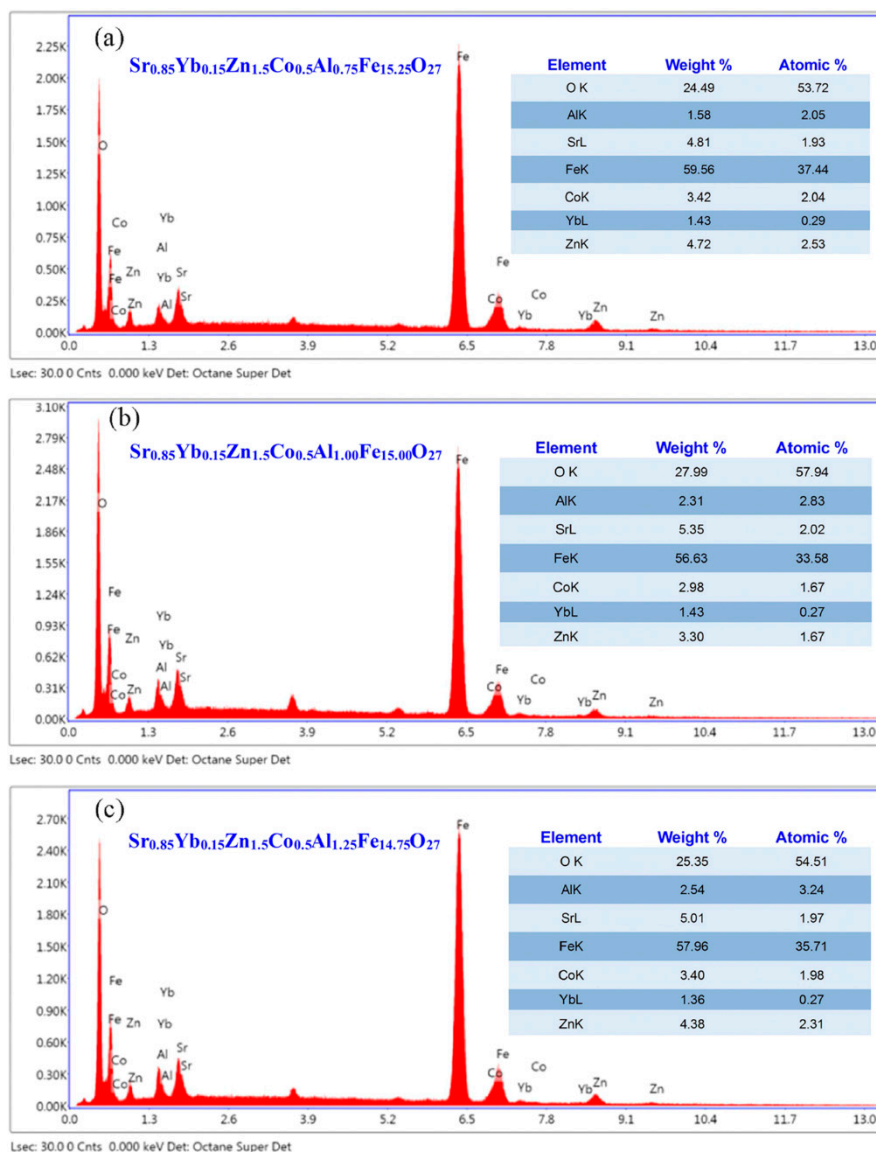 (a)
Sr0.85Yb0.15Zn1.5Co0.5Al0.75Fe15.25O27
Element Weight % Atomic %
O K 24.49 53.72
AlK 1.58 2.05
SrL 4.81 1.93
FeK 59.56 37.44
CoK 3.42 2.04
YbL 1.43 0.29
ZnK 4.72 2.53
2.25K
2.00K
1.75K
1.50K
1.25K
1.00K
0.75K
0.50K
0.25K
0.00K
Fe
O
Co Yb
Fe Al
Fe Zn Yb Sr
Co Zn Al Sr
Fe
Co Co
Yb Yb Zn Zn
0.0 1.3 2.6 3.9 5.2 6.5 7.8 9.1 10.4 11.7 13.0
Lsec: 30.0 0 Cnts 0.000 keV Det: Octane Super Det
(b)
Sr0.85Yb0.15Zn1.5Co0.5Al1.00Fe15.00O27
Element Weight % Atomic %
O K 27.99 57.94
AlK 2.31 2.83
SrL 5.35 2.02
FeK 56.63 33.58
CoK 2.98 1.67
YbL 1.43 0.27
ZnK 3.30 1.67
3.10K
2.79K
2.48K
2.17K
1.86K
1.55K
1.24K
0.93K
0.62K
0.31K
0.00K
Fe
O
Fe Yb
Fe Zn Yb
Co Al Sr
Co Zn Al Sr
Fe
Co Co
Yb Yb Zn Zn
0.0 1.3 2.6 3.9 5.2 6.5 7.8 9.1 10.4 11.7 13.0
Lsec: 30.0 0 Cnts 0.000 keV Det: Octane Super Det
(c)
Sr0.85Yb0.15Zn1.5Co0.5Al1.25Fe14.75O27
Element Weight % Atomic %
O K 25.35 54.51
AlK 2.54 3.24
SrL 5.01 1.97
FeK 57.96 35.71
CoK 3.40 1.98
YbL 1.36 0.27
ZnK 4.38 2.31
2.70K
2.40K
2.10K
1.80K
1.50K
1.20K
0.90K
0.60K
0.30K
0.00K
Fe
O
Fe Yb
Fe Zn Yb
Co Al Sr
Co Zn Al Sr
Fe
Co Co
Yb Yb Zn Zn
0.0 1.3 2.6 3.9 5.2 6.5 7.8 9.1 10.4 11.7 13.0
Lsec: 30.0 0 Cnts 0.000 keV Det: Octane Super Det